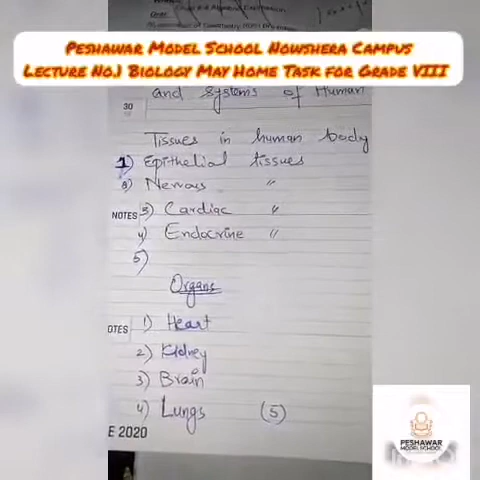 Peshawar Model School Nowshera Campus
Lecture No.1 Biology May Home Task for Grade VIII
and systems of Human
30
Tissues in human body
1) Epithelial tissues
2) Nervous "
NOTES 3) Cardiac "
4) Endocrine "
5)
Organs
OTES 1) Heart
2) Kidney
3) Brain
4) Lungs (5)
E 2020
PESHAWAR
MODEL SCHOOL